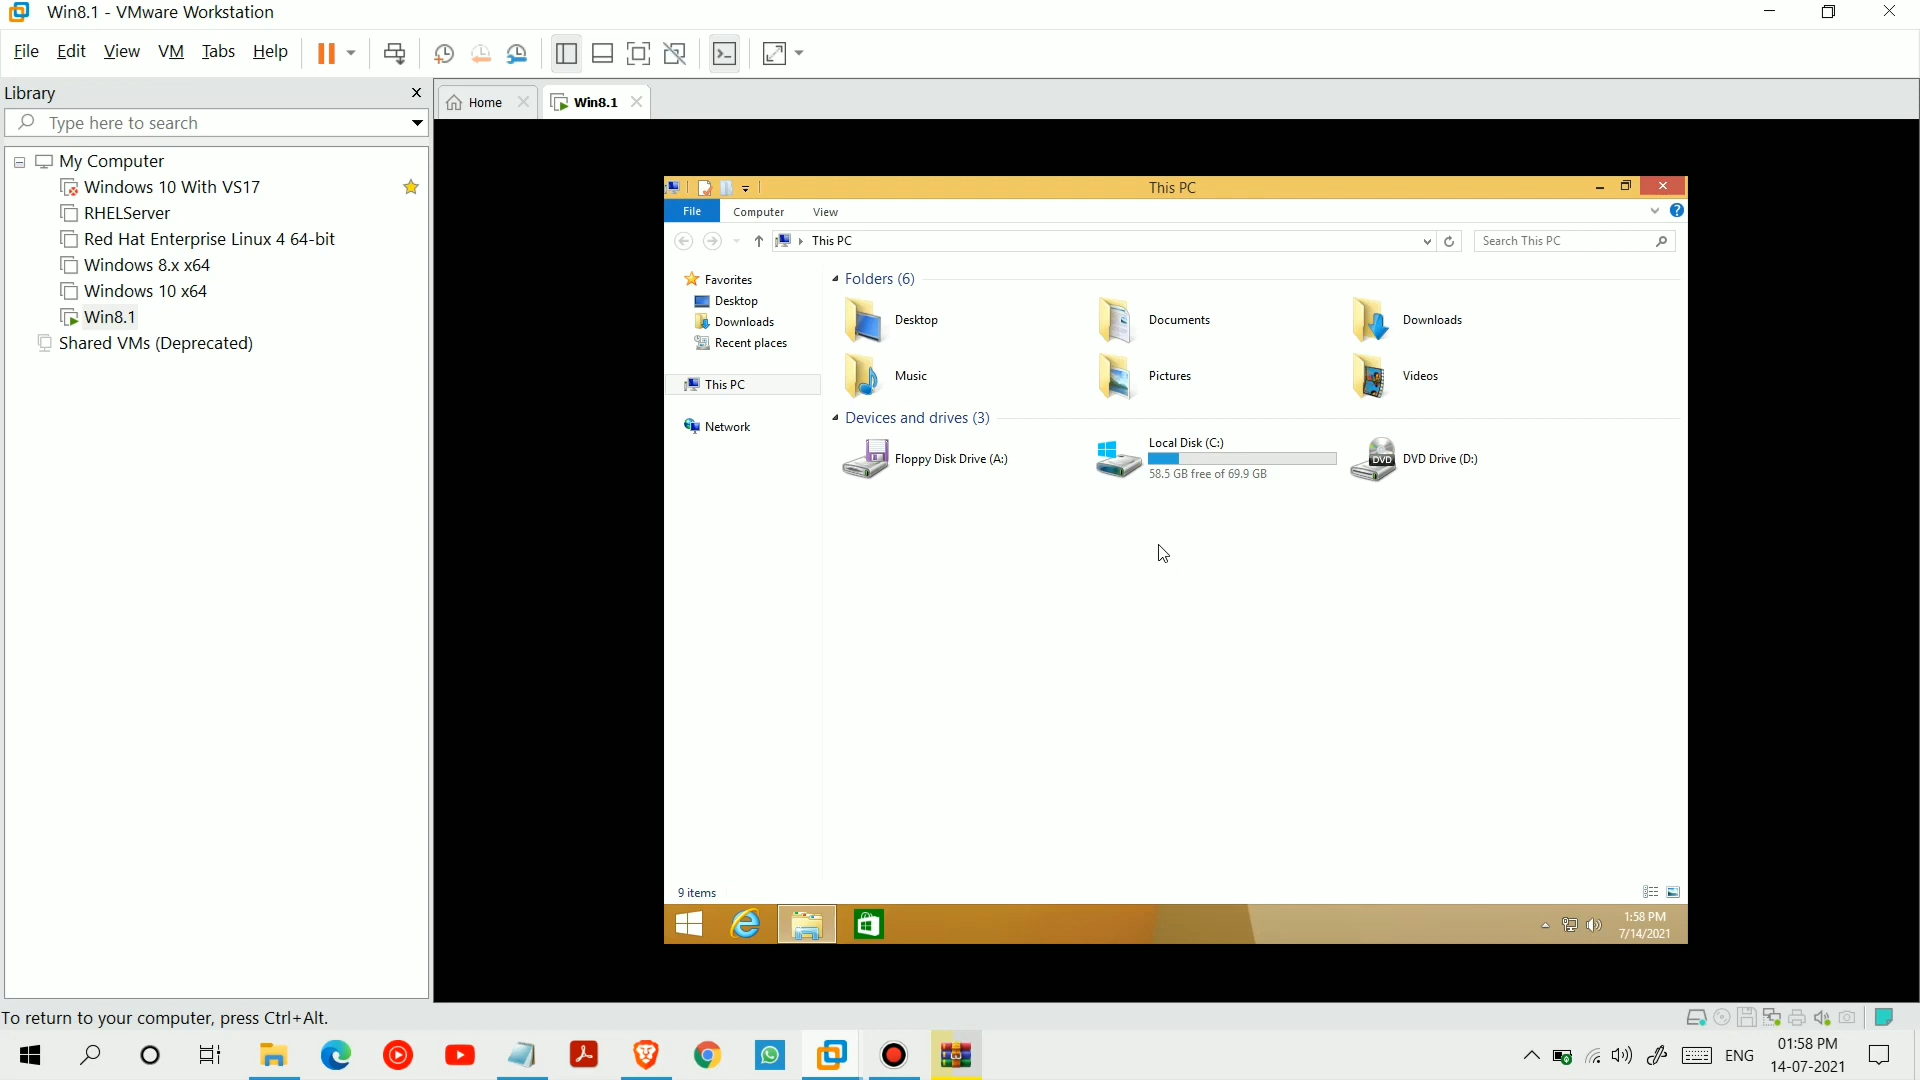 Win8.1 - VMware Workstation
File Edit View VM Tabs Help
Library
Type here to search
My Computer
Windows 10 With VS17
RHELServer
Red Hat Enterprise Linux 4 64-bit
Windows 8.x x64
Windows 10 x64
Win8.1
Shared VMs (Deprecated)
Home
Win8.1
This PC
File Computer View
This PC
Search This PC
Favorites
Desktop
Downloads
Recent places
This PC
Network
Folders (6)
Desktop
Documents
Downloads
Music
Pictures
Videos
Devices and drives (3)
Floppy Disk Drive (A:)
Local Disk (C:)
58.5 GB free of 69.9 GB
DVD
DVD Drive (D:)
9 items
1:58 PM
7/14/2021
To return to your computer, press Ctrl+Alt.
ENG
01:58 PM
14-07-2021